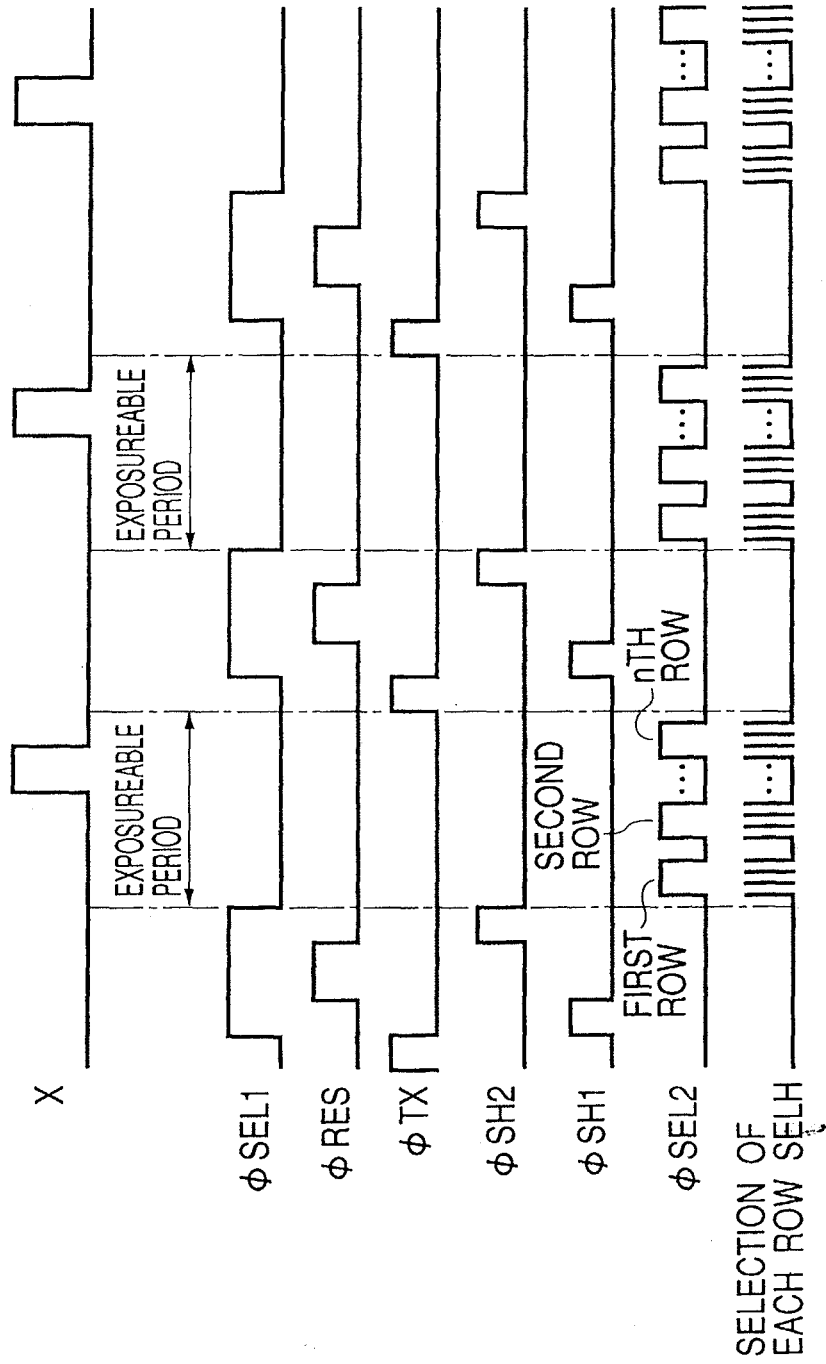 X
EXPOSUREABLE
PERIOD
EXPOSUREABLE
PERIOD
φSEL1
φRES
φTX
φSH2
φSH1
FIRST
ROW
SECOND
ROW
nTH
ROW
φSEL2
...
...
...
SELECTION OF
EACH ROW SELH
...
...
...